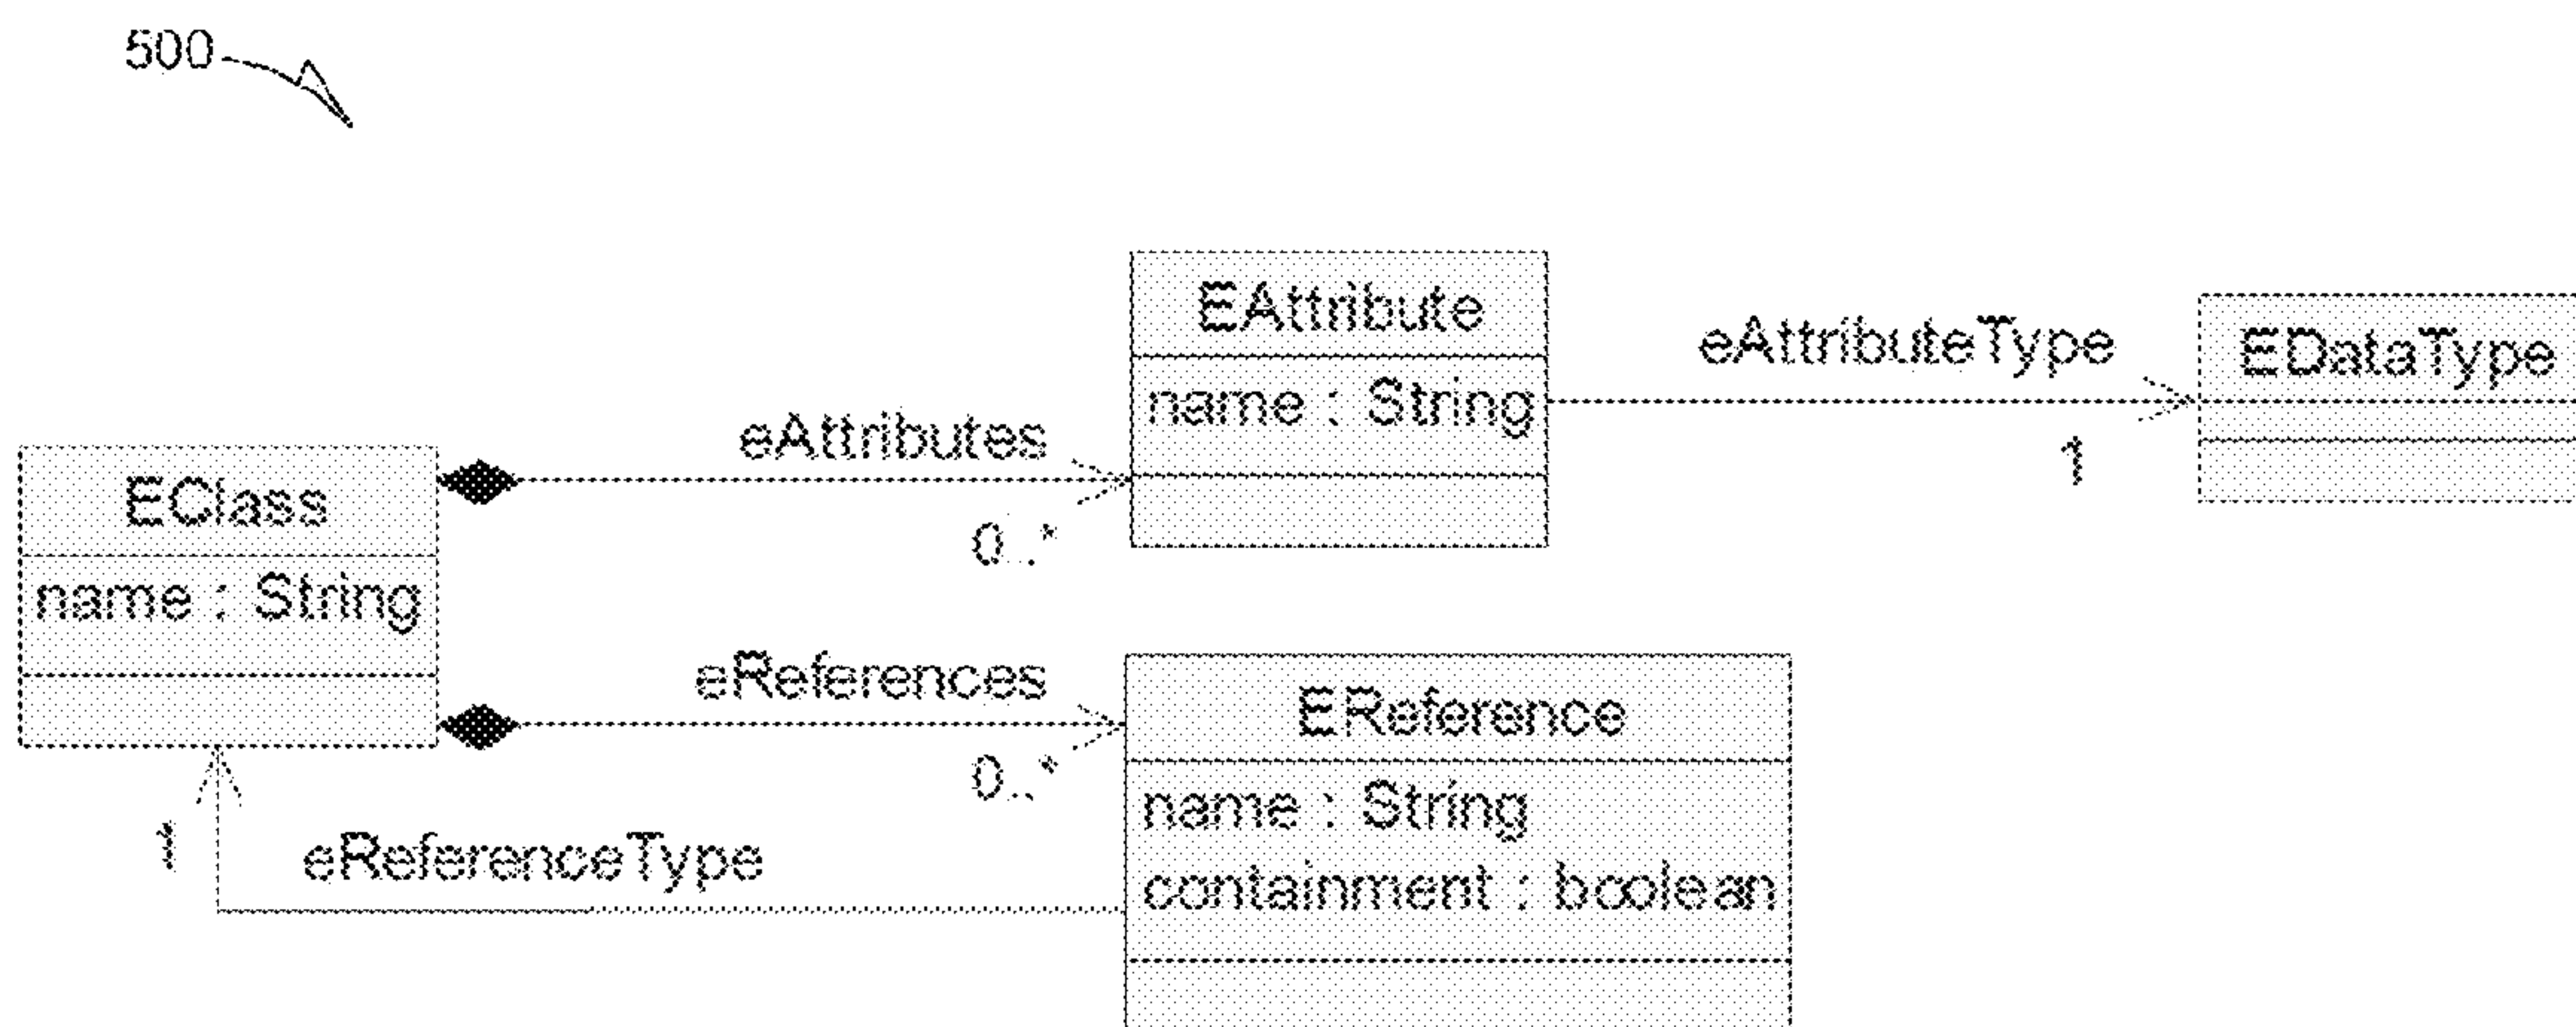 500
EAttribute
name : String
eAttributeType
1
EDataType
eAttributes
0..*
EClass
name : String
eReferences
0..*
EReference
name : String
containment : boolean
1
eReferenceType